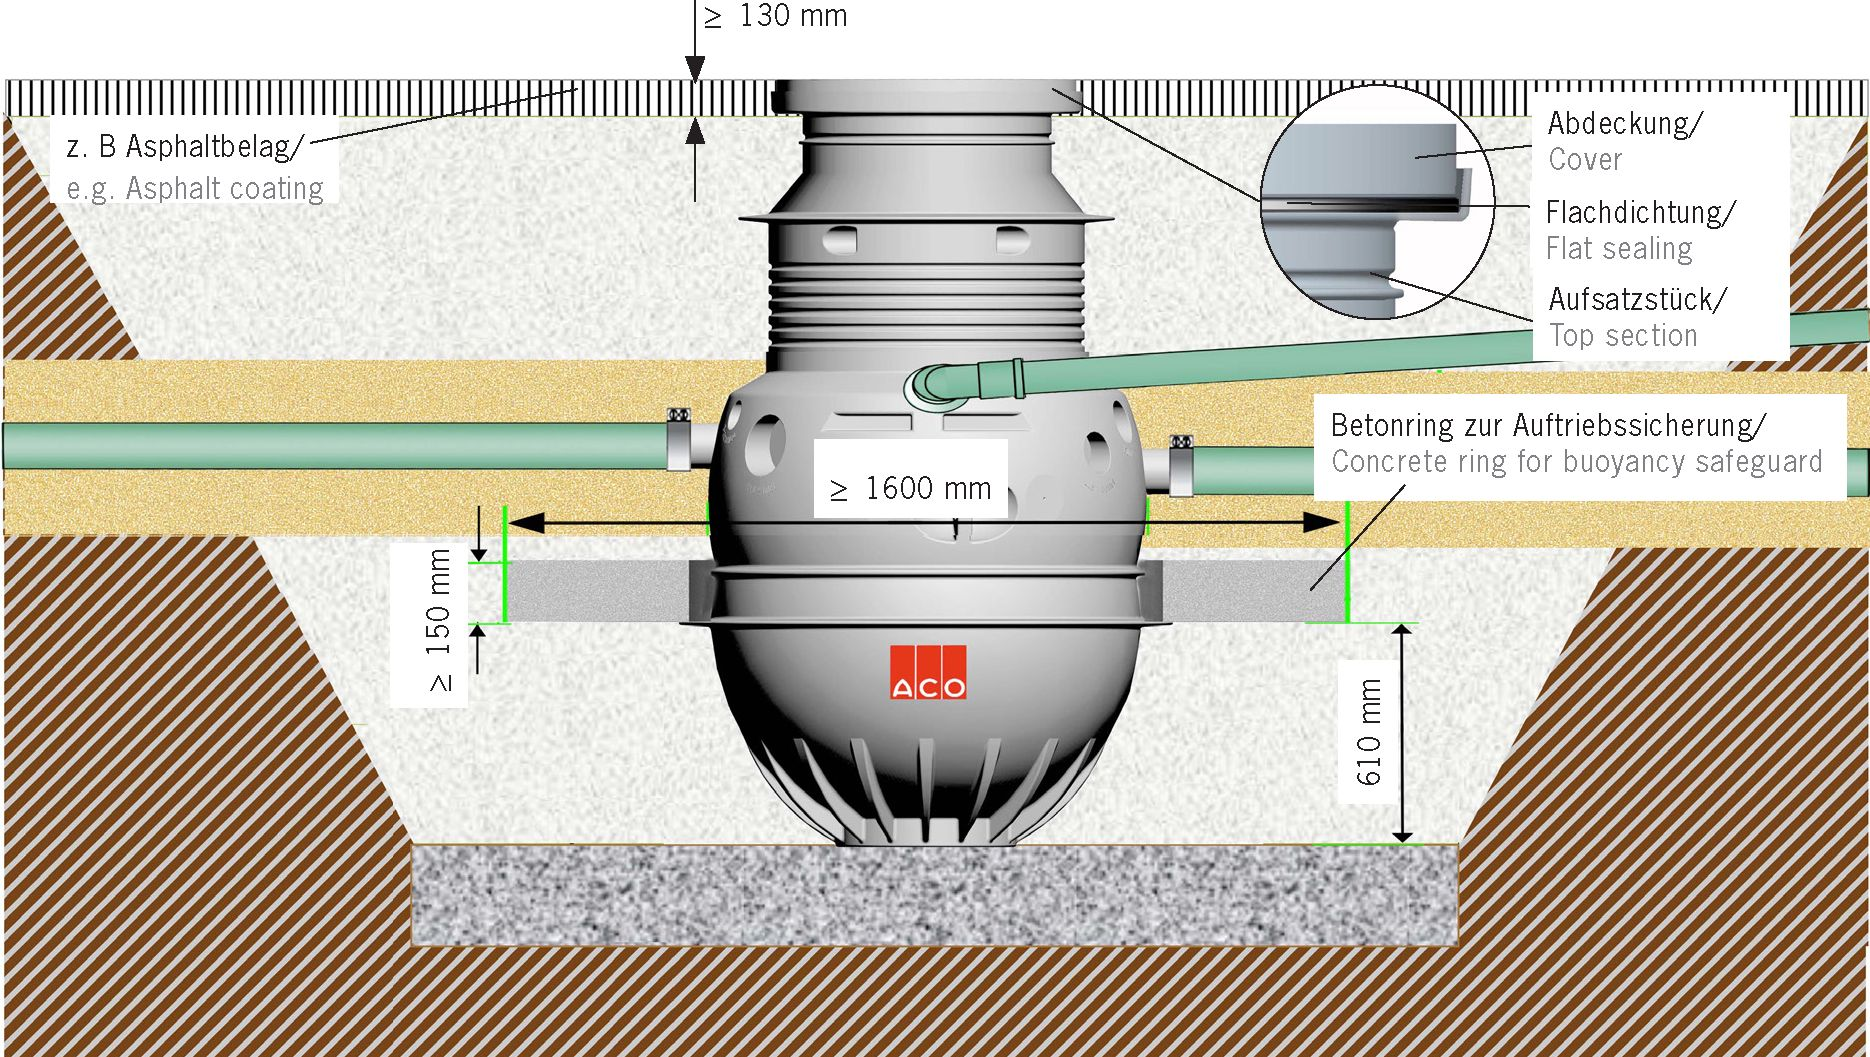 ≥ 130 mm
z. B Asphaltbelag/
e.g. Asphalt coating
Abdeckung/
Cover
Flachdichtung/
Flat sealing
Aufsatzstück/
Top section
Betonring zur Auftriebssicherung/
Concrete ring for buoyancy safeguard
≥ 1600 mm
≥ 150 mm
ACO
610 mm